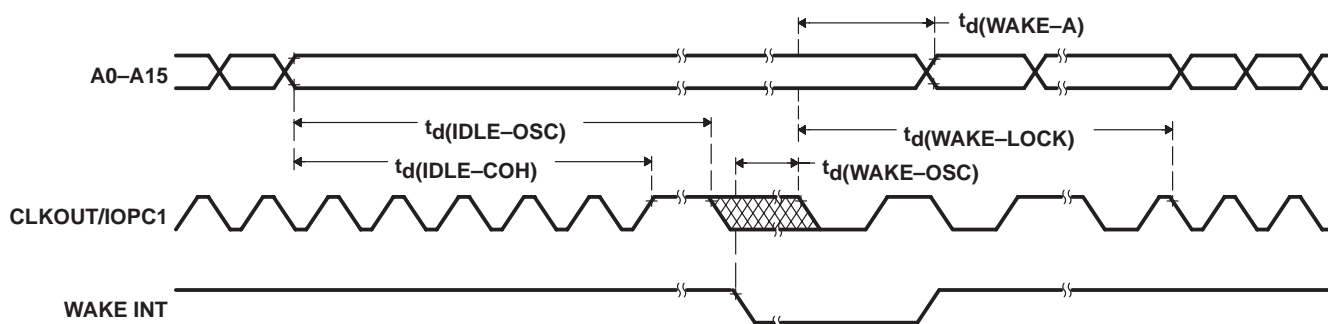 td(WAKE–A)
A0–A15
td(IDLE–OSC)
td(WAKE–LOCK)
td(IDLE–COH)
td(WAKE–OSC)
CLKOUT/IOPC1
WAKE INT